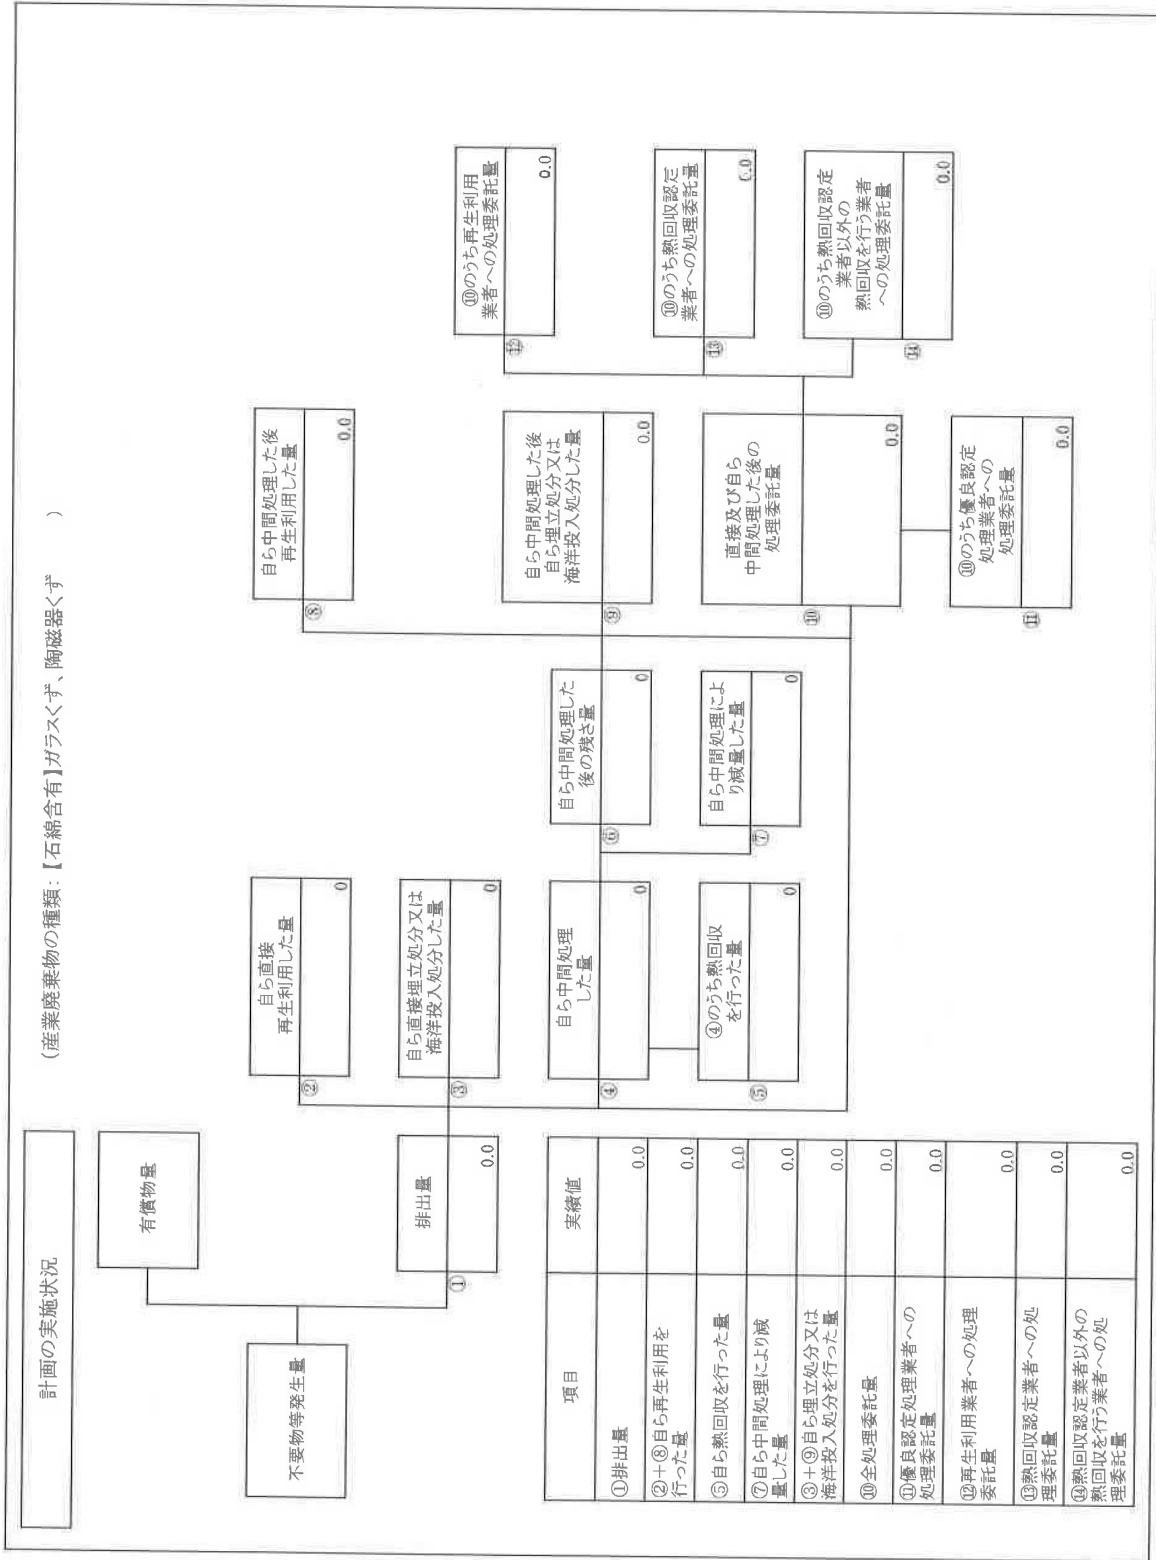 計画の実施状況
(産業廃棄物の種類:【石綿含有】ガラスくず、陶磁器くず )
不要物等発生量
有償物量
①
排出量
0.0
②
自ら直接
再生利用した量
0
③
自ら直接埋立処分又は
海洋投入処分した量
0
④
自ら中間処理
した量
0
⑤
④のうち熱回収
を行った量
0
⑥
自ら中間処理した
後の残さ量
0
⑦
自ら中間処理によ
り減量した量
0
⑧
自ら中間処理した後
再生利用した量
0.0
⑨
自ら中間処理した後
自ら埋立処分又は
海洋投入処分した量
0.0
⑩
直接及び自ら
中間処理した後の
処理委託量
0.0
⑪
⑩のうち優良認定
処理業者への
処理委託量
0.0
⑫
⑩のうち再生利用
業者への処理委託量
0.0
⑬
⑩のうち熱回収認定
業者への処理委託量
0.0
⑭
⑩のうち熱回収認定
業者以外の
熱回収を行う業者
への処理委託量
0.0
項目 実績値
①排出量 0.0
②+⑧自ら再生利用を
行った量 0.0
⑤自ら熱回収を行った量 0.0
⑦自ら中間処理により減
量した量 0.0
③+⑨自ら埋立処分又は
海洋投入処分を行った量 0.0
⑩全処理委託量 0.0
⑪優良認定処理業者への
処理委託量 0.0
⑫再生利用業者への処理
委託量 0.0
⑬熱回収認定業者への処
理委託量 0.0
⑭熱回収認定業者以外の
熱回収を行う業者への処
理委託量 0.0